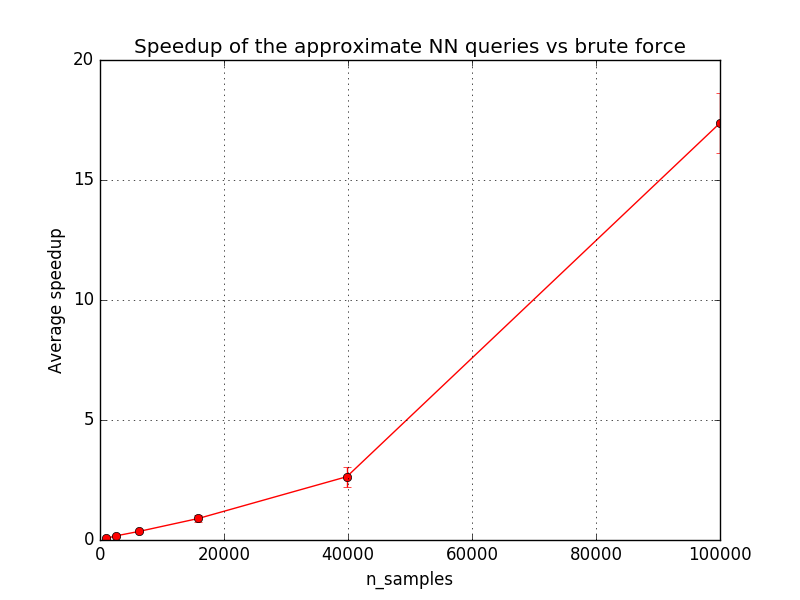 Speedup of the approximate NN queries vs brute force
20
15
10
5
0
Average speedup
0 20000 40000 60000 80000 100000
n_samples